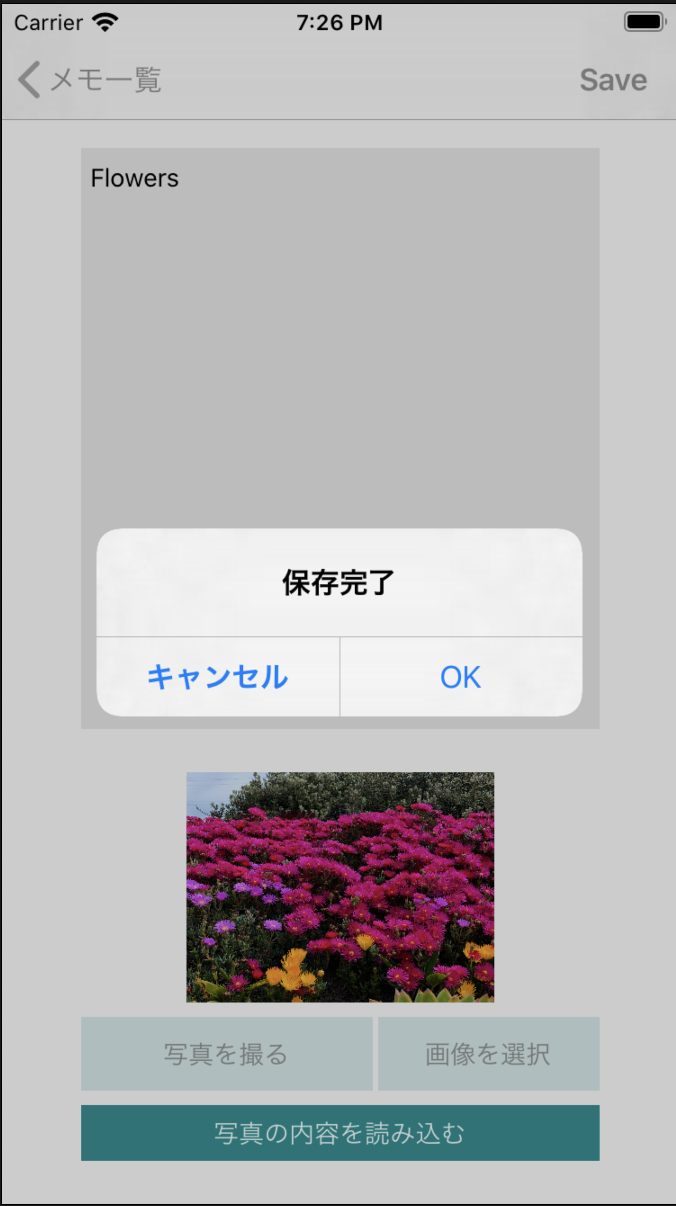 Carrier 7:26 PM
メモ一覧 Save
Flowers
保存完了
キャンセル OK
写真を撮る 画像を選択
写真の内容を読み込む